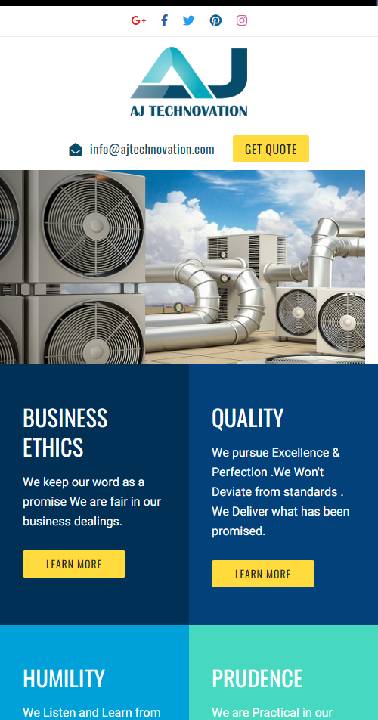 AJ TECHNOVATION
info@ajtechnovation.com
GET QUOTE
BUSINESS
ETHICS
We keep our word as a
promise We are fair in our
business dealings.
LEARN MORE
QUALITY
We pursue Excellence &
Perfection .We Won't
Deviate from standards .
We Deliver what has been
promised.
LEARN MORE
HUMILITY
We Listen and Learn from
PRUDENCE
We are Practical in our